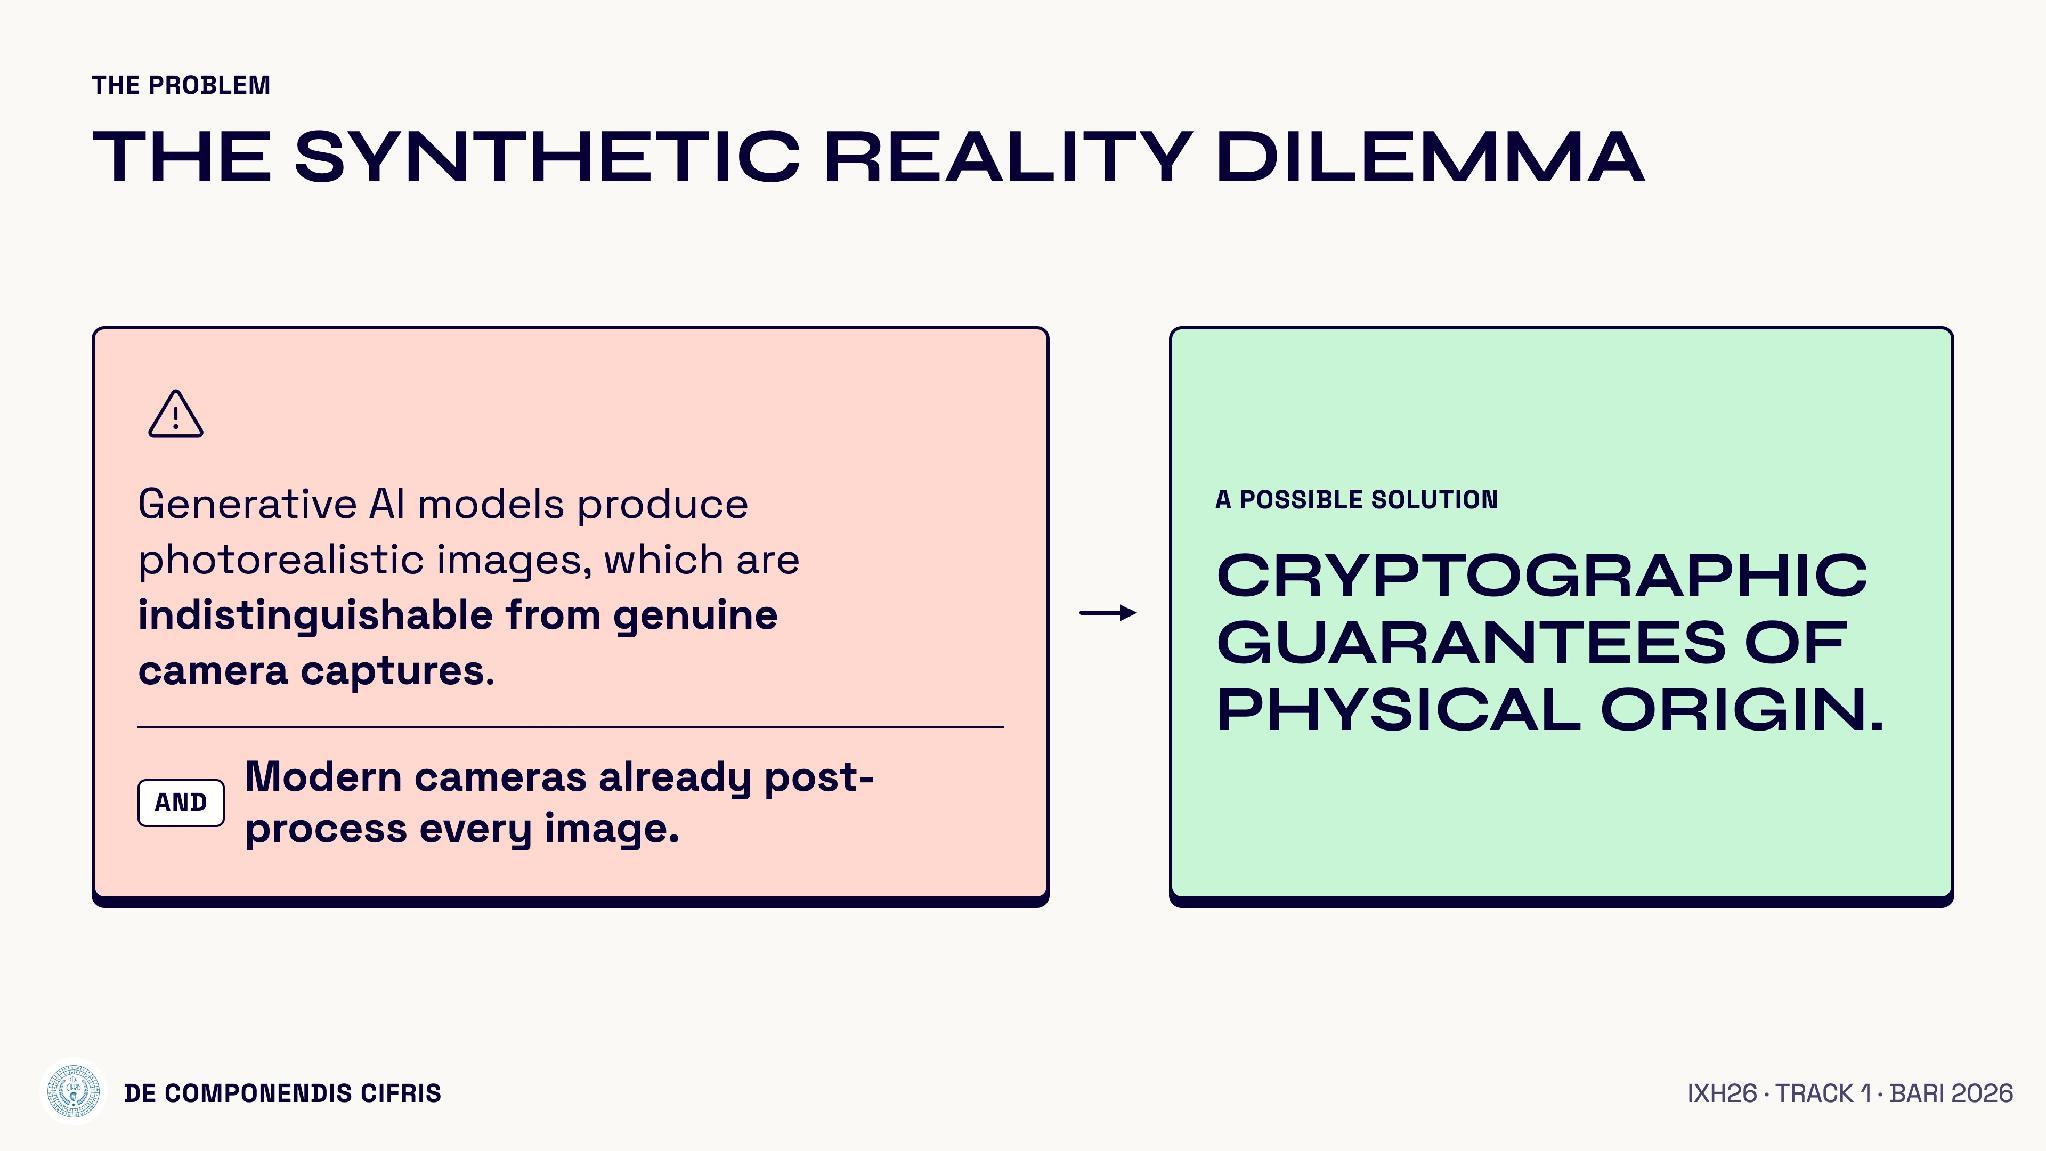 THE PROBLEM
THE SYNTHETIC REALITY DILEMMA
Generative AI models produce
photorealistic images, which are
indistinguishable from genuine
camera captures.
AND
Modern cameras already post-
process every image.
A POSSIBLE SOLUTION
CRYPTOGRAPHIC
GUARANTEES OF
PHYSICAL ORIGIN.
DE COMPONENDIS CIFRIS
IXH26 · TRACK 1 · BARI 2026